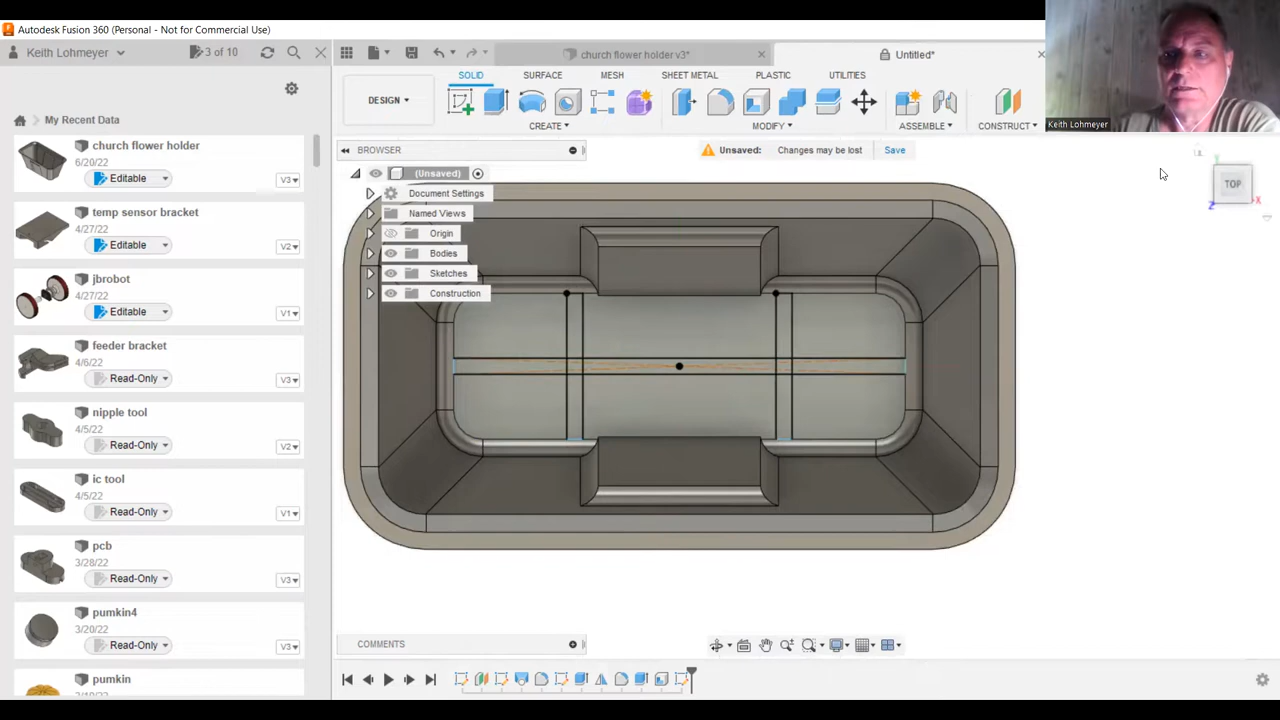 Autodesk Fusion 360 (Personal - Not for Commercial Use)
Keith Lohmeyer
3 of 10
church flower holder v3*
Untitled*
Keith Lohmeyer
DESIGN
SOLID
SURFACE
MESH
SHEET METAL
PLASTIC
UTILITIES
CREATE
MODIFY
ASSEMBLE
CONSTRUCT
My Recent Data
BROWSER
Unsaved: Changes may be lost
Save
(Unsaved)
Document Settings
Named Views
Origin
Bodies
Sketches
Construction
TOP
X
Z
church flower holder
6/20/22
Editable
V3
temp sensor bracket
4/27/22
Editable
V2
jbrobot
4/27/22
Editable
V1
feeder bracket
4/6/22
Read-Only
V3
nipple tool
4/5/22
Read-Only
V2
ic tool
4/5/22
Read-Only
V1
pcb
3/28/22
Read-Only
V3
pumkin4
3/20/22
Read-Only
V3
pumkin
COMMENTS